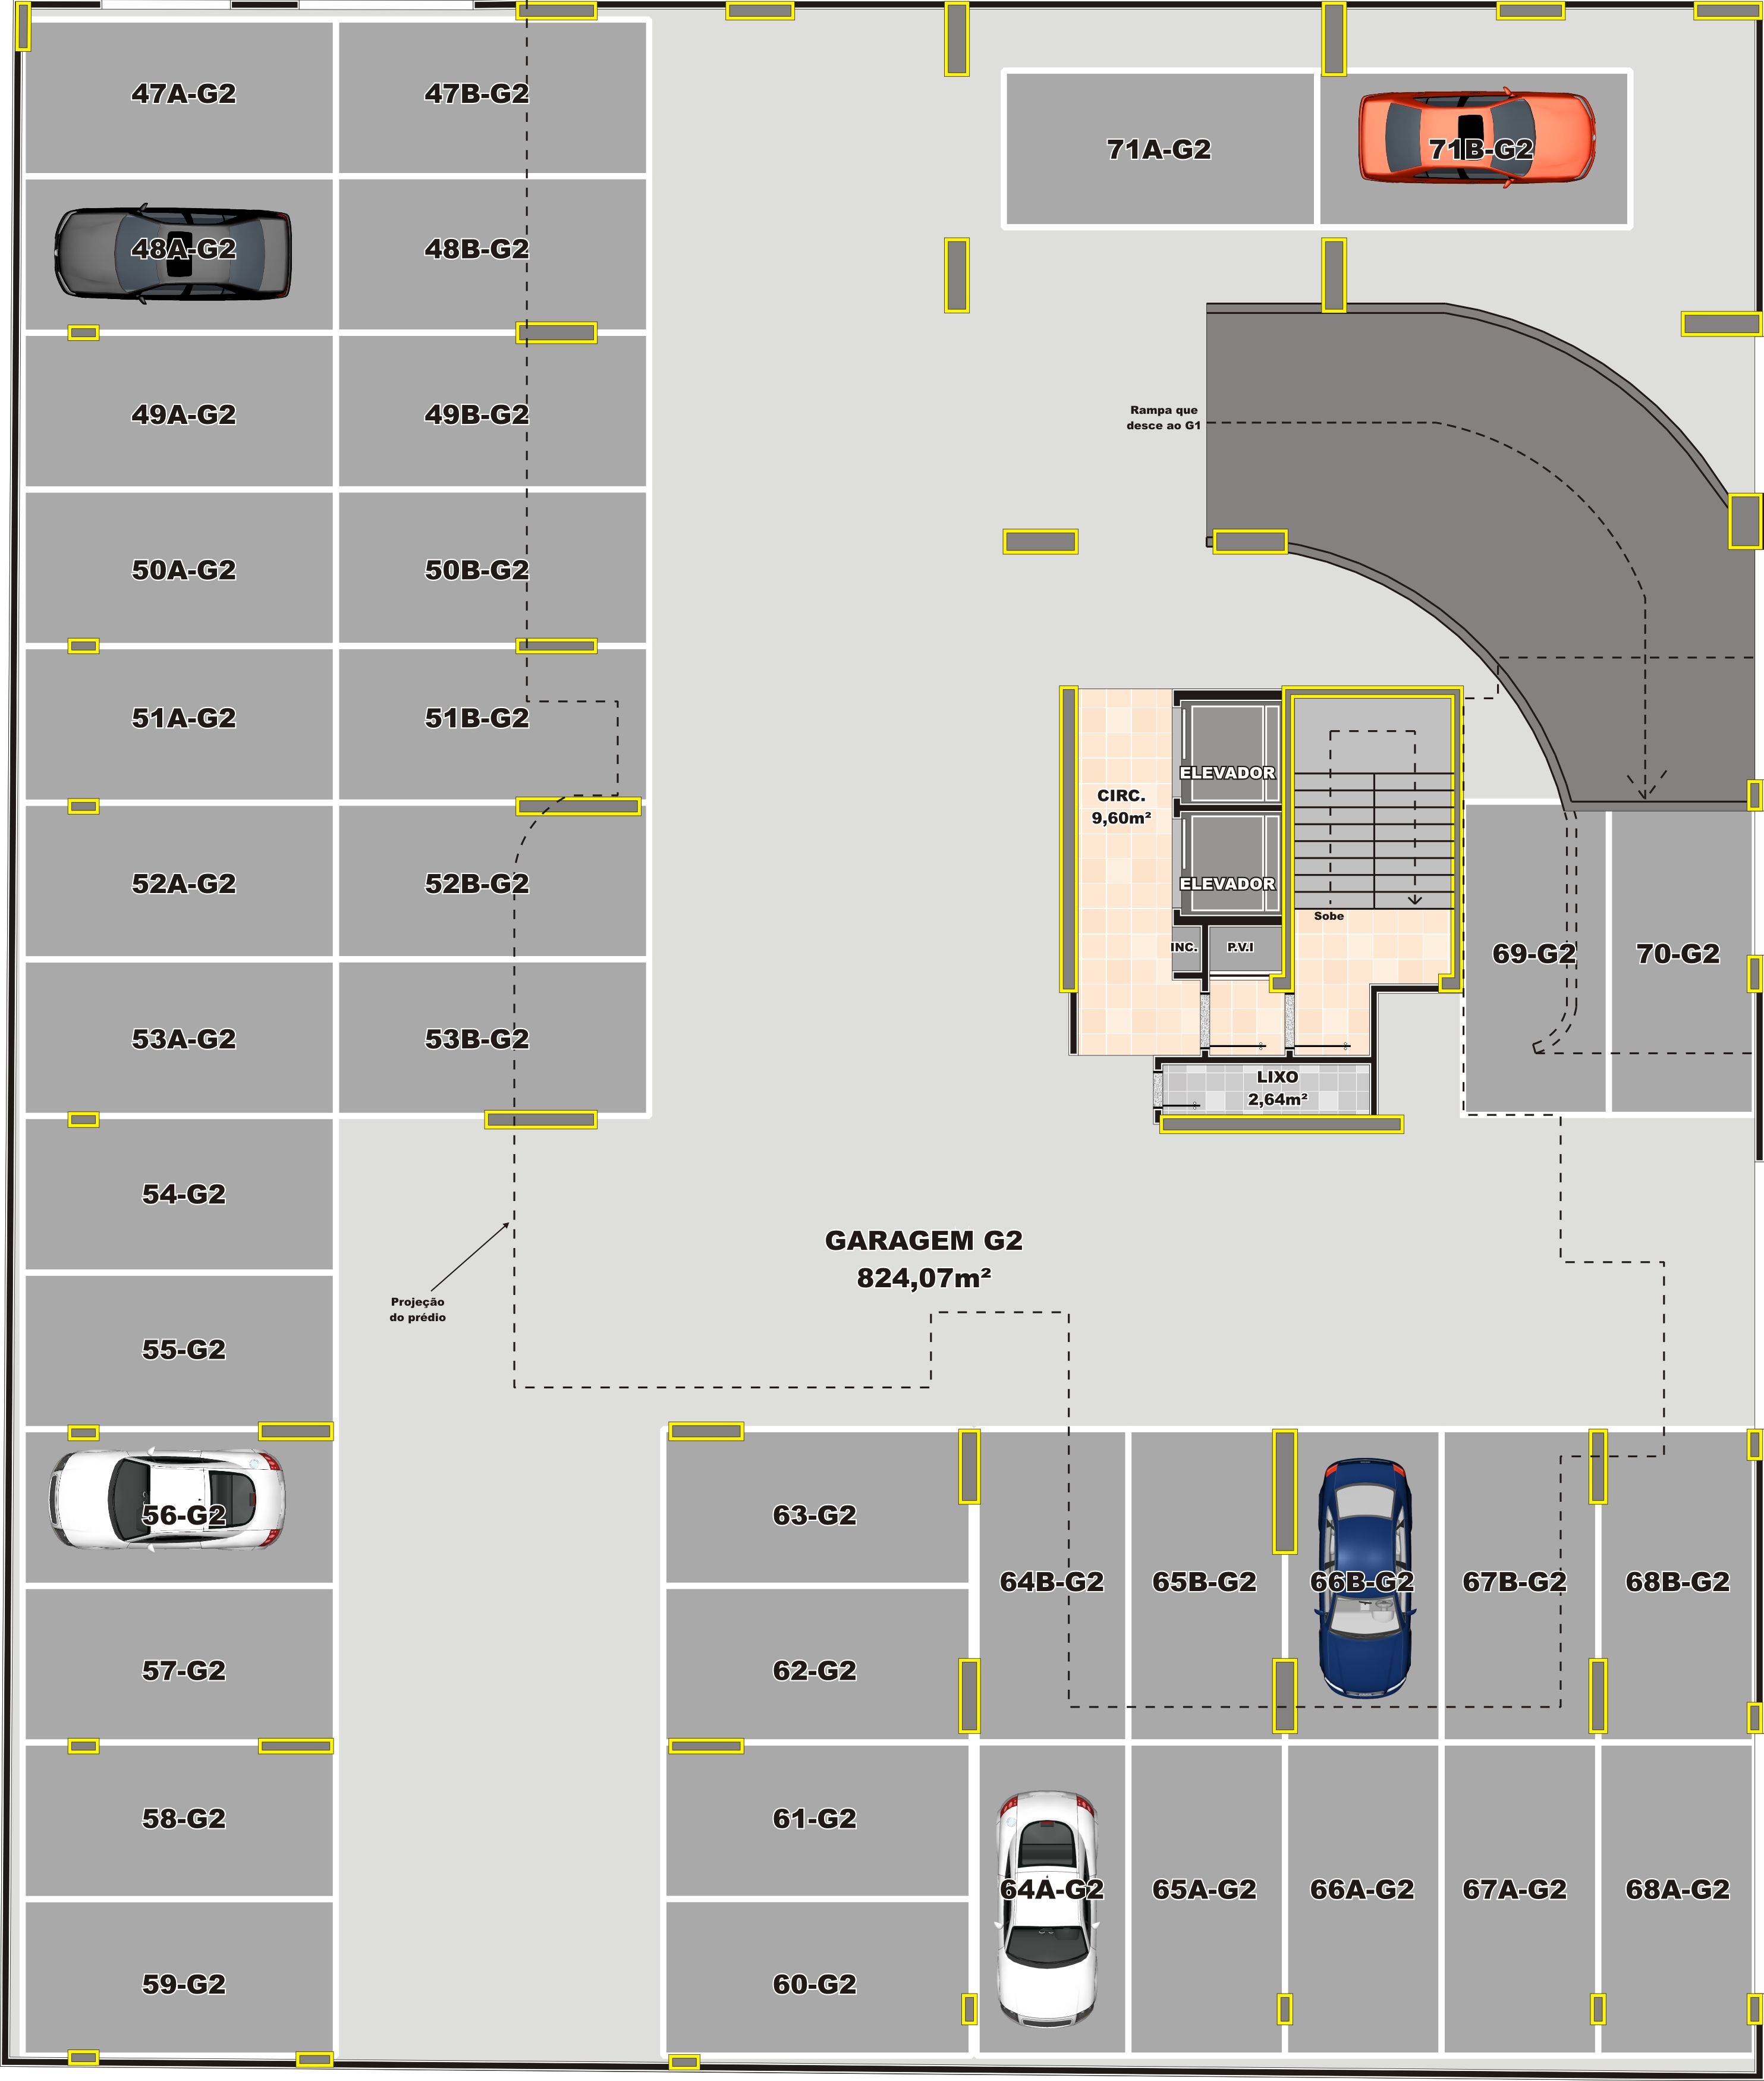 47A-G2
47B-G2
71A-G2
71B-G2
48A-G2
48B-G2
49A-G2
49B-G2
Rampa que
desce ao G1
50A-G2
50B-G2
51A-G2
51B-G2
ELEVADOR
CIRC.
9,60m²
52A-G2
52B-G2
ELEVADOR
Sobe
INC.
P.V.I
69-G2
70-G2
53A-G2
53B-G2
LIXO
2,64m²
54-G2
GARAGEM G2
824,07m²
Projeção
do prédio
55-G2
56-G2
63-G2
64B-G2
65B-G2
66B-G2
67B-G2
68B-G2
57-G2
62-G2
58-G2
61-G2
64A-G2
65A-G2
66A-G2
67A-G2
68A-G2
59-G2
60-G2